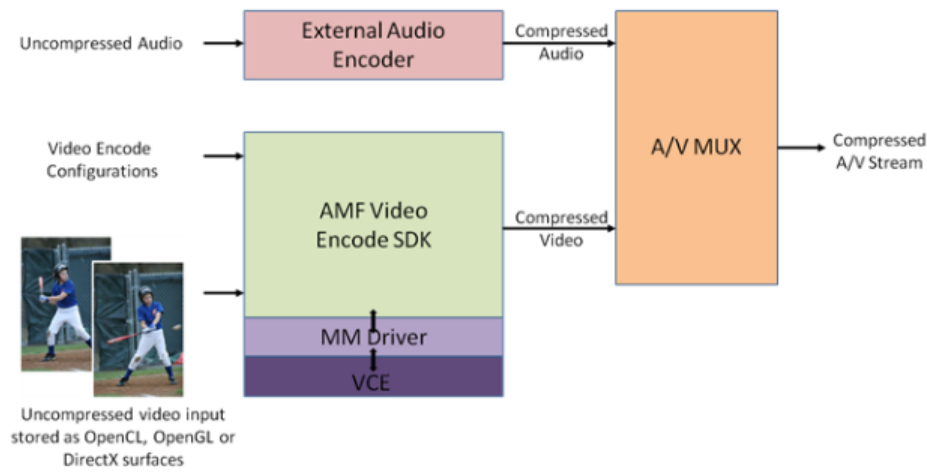 Uncompressed Audio
External Audio
Encoder
Compressed
Audio
A/V MUX
Compressed
A/V Stream
Video Encode
Configurations
AMF Video
Encode SDK
Compressed
Video
MM Driver
VCE
Uncompressed video input
stored as OpenCL, OpenGL or
DirectX surfaces